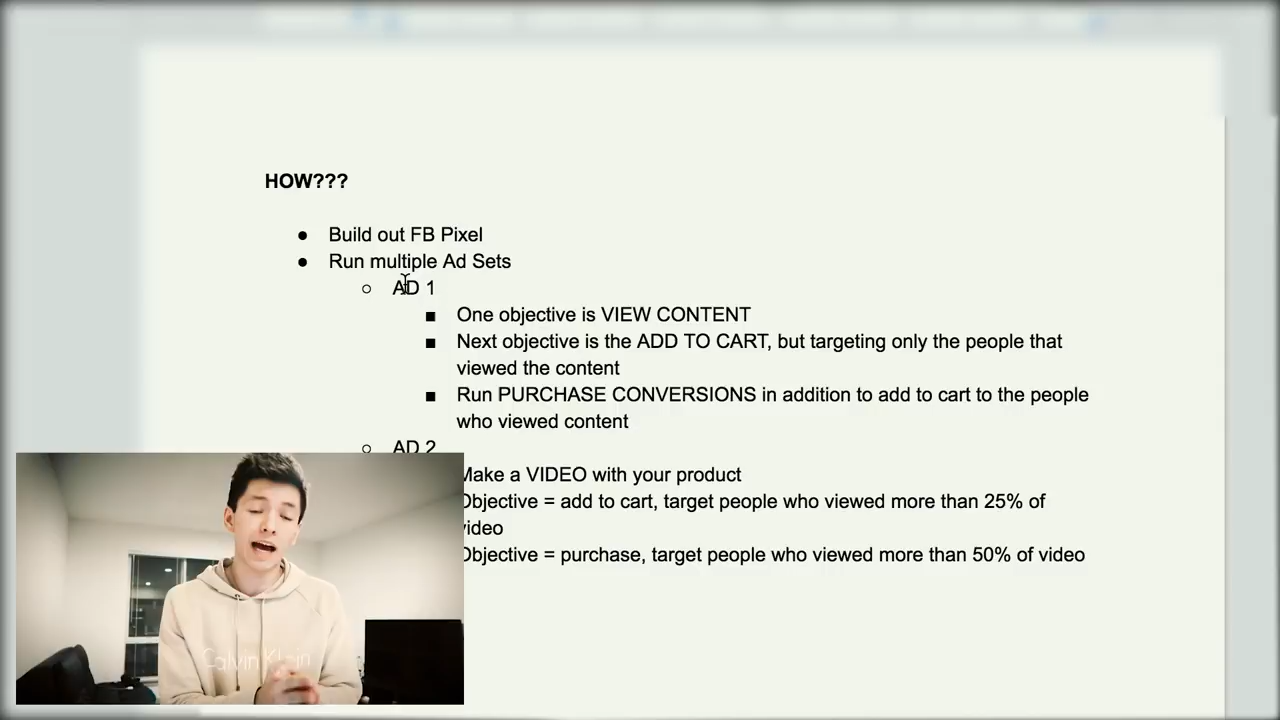 HOW???
● Build out FB Pixel
● Run multiple Ad Sets
○ AD 1
■ One objective is VIEW CONTENT
■ Next objective is the ADD TO CART, but targeting only the people that
viewed the content
■ Run PURCHASE CONVERSIONS in addition to add to cart to the people
who viewed content
○ AD 2
Make a VIDEO with your product
Objective = add to cart, target people who viewed more than 25% of
video
Objective = purchase, target people who viewed more than 50% of video
Calvin Klein